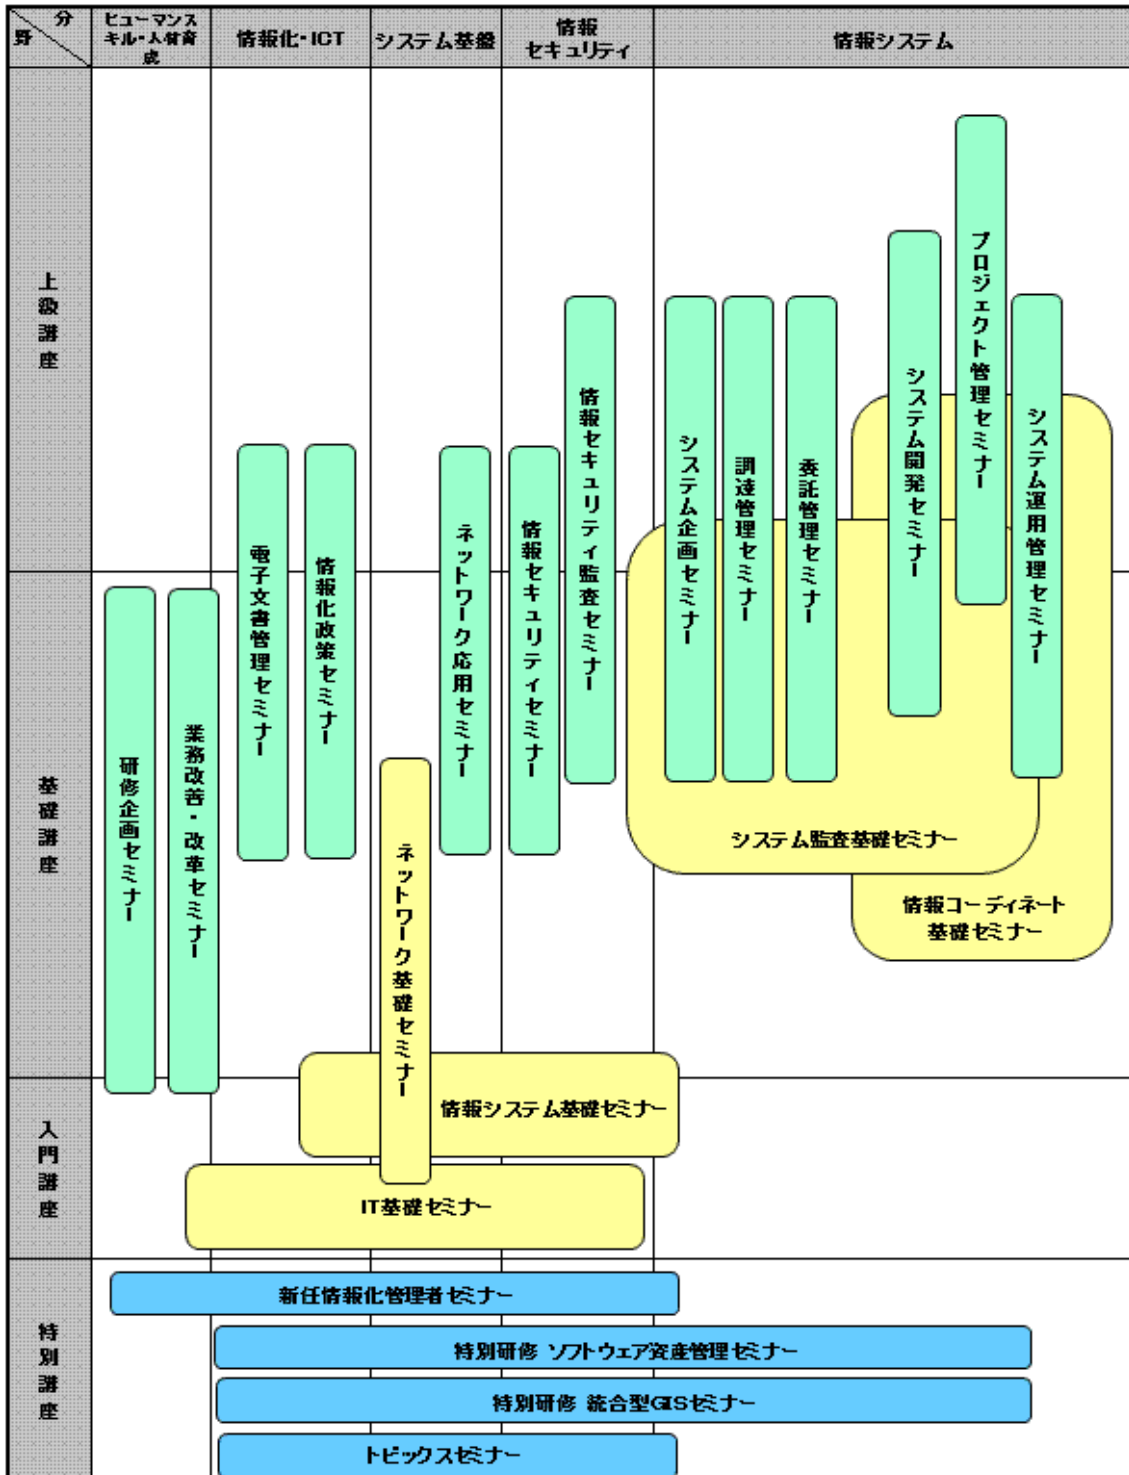 分
野
ヒューマンス
キル・人材育
成
情報化・ICT
システム基盤
情報
セキュリティ
情報システム
上級講座
基礎講座
入門講座
特別講座
研修企画セミナー
業務改善・改革セミナー
電子文書管理セミナー
情報化政策セミナー
ネットワーク基礎セミナー
ネットワーク応用セミナー
情報セキュリティセミナー
情報セキュリティ監査セミナー
システム企画セミナー
調達管理セミナー
委託管理セミナー
システム開発セミナー
プロジェクト管理セミナー
システム運用管理セミナー
システム監査基礎セミナー
情報コーディネート
基礎セミナー
情報システム基礎セミナー
IT基礎セミナー
新任情報化管理者セミナー
特別研修 ソフトウェア資産管理セミナー
特別研修 統合型GISセミナー
トピックスセミナー